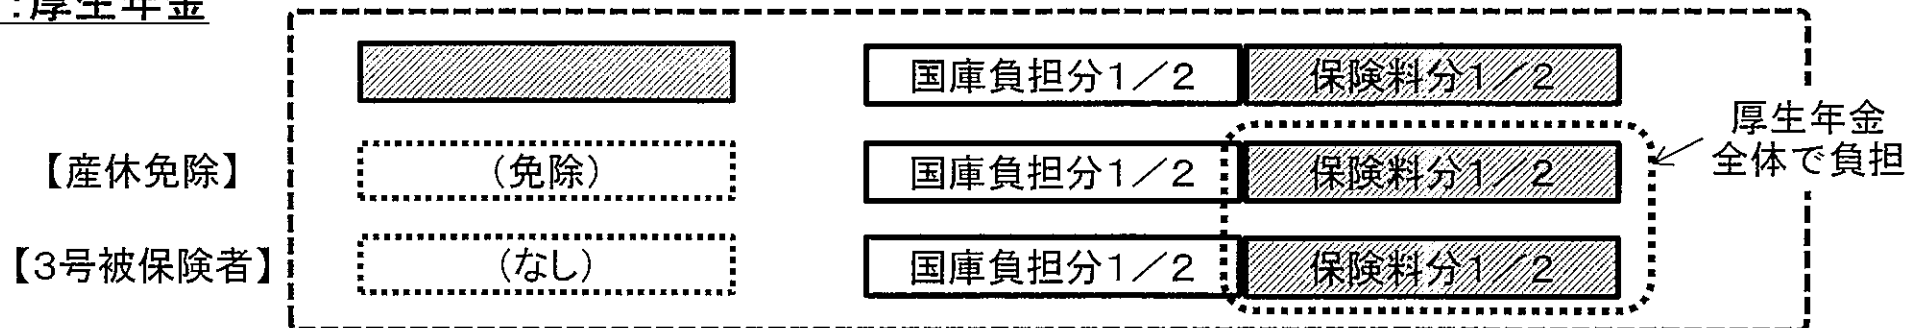 :厚生年金
国庫負担分1/2 保険料分1/2
厚生年金
全体で負担
【産休免除】 (免除) 国庫負担分1/2 保険料分1/2
【3号被保険者】 (なし) 国庫負担分1/2 保険料分1/2